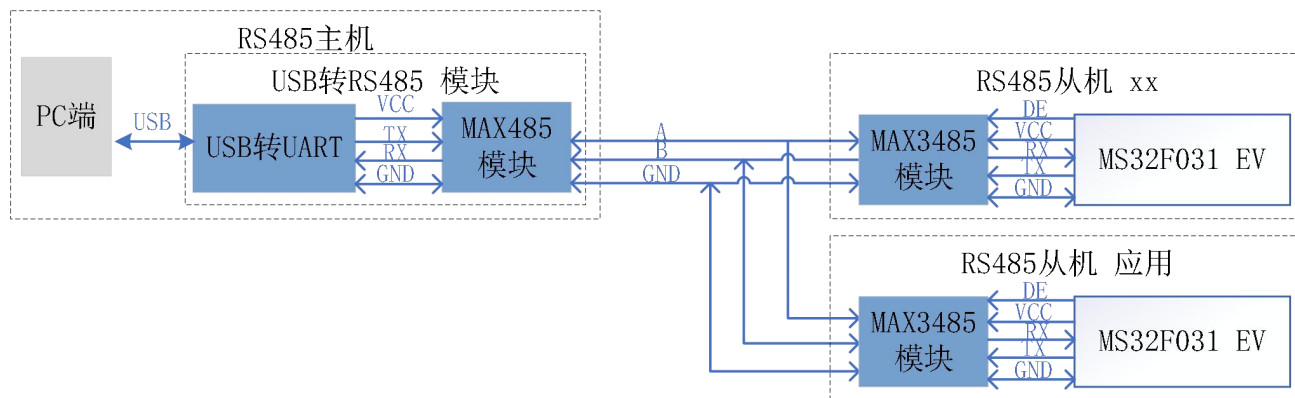 RS485主机
USB转RS485 模块
PC端
USB
USB转UART
VCC
TX
RX
GND
MAX485
模块
A
B
GND
RS485从机 xx
MAX3485
模块
DE
VCC
RX
TX
GND
MS32F031 EV
RS485从机 应用
MAX3485
模块
DE
VCC
RX
TX
GND
MS32F031 EV